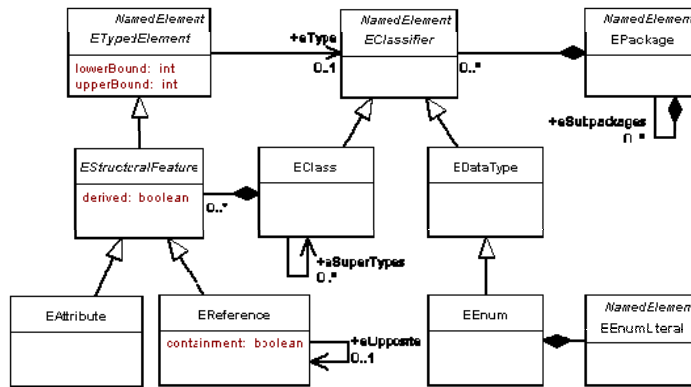 NamedElement
ETypedElement
lowerBound: int
upperBound: int
+eType
0..1
NamedElement
EClassifier
0..*
NamedElement
EPackage
+eSubpackages
0..*
EStructuralFeature
derived: boolean
0..*
EClass
+eSuperTypes
0..*
EDataType
EAttribute
EReference
containment: boolean
+eOpposite
0..1
EEnum
NamedElement
EEnumLiteral